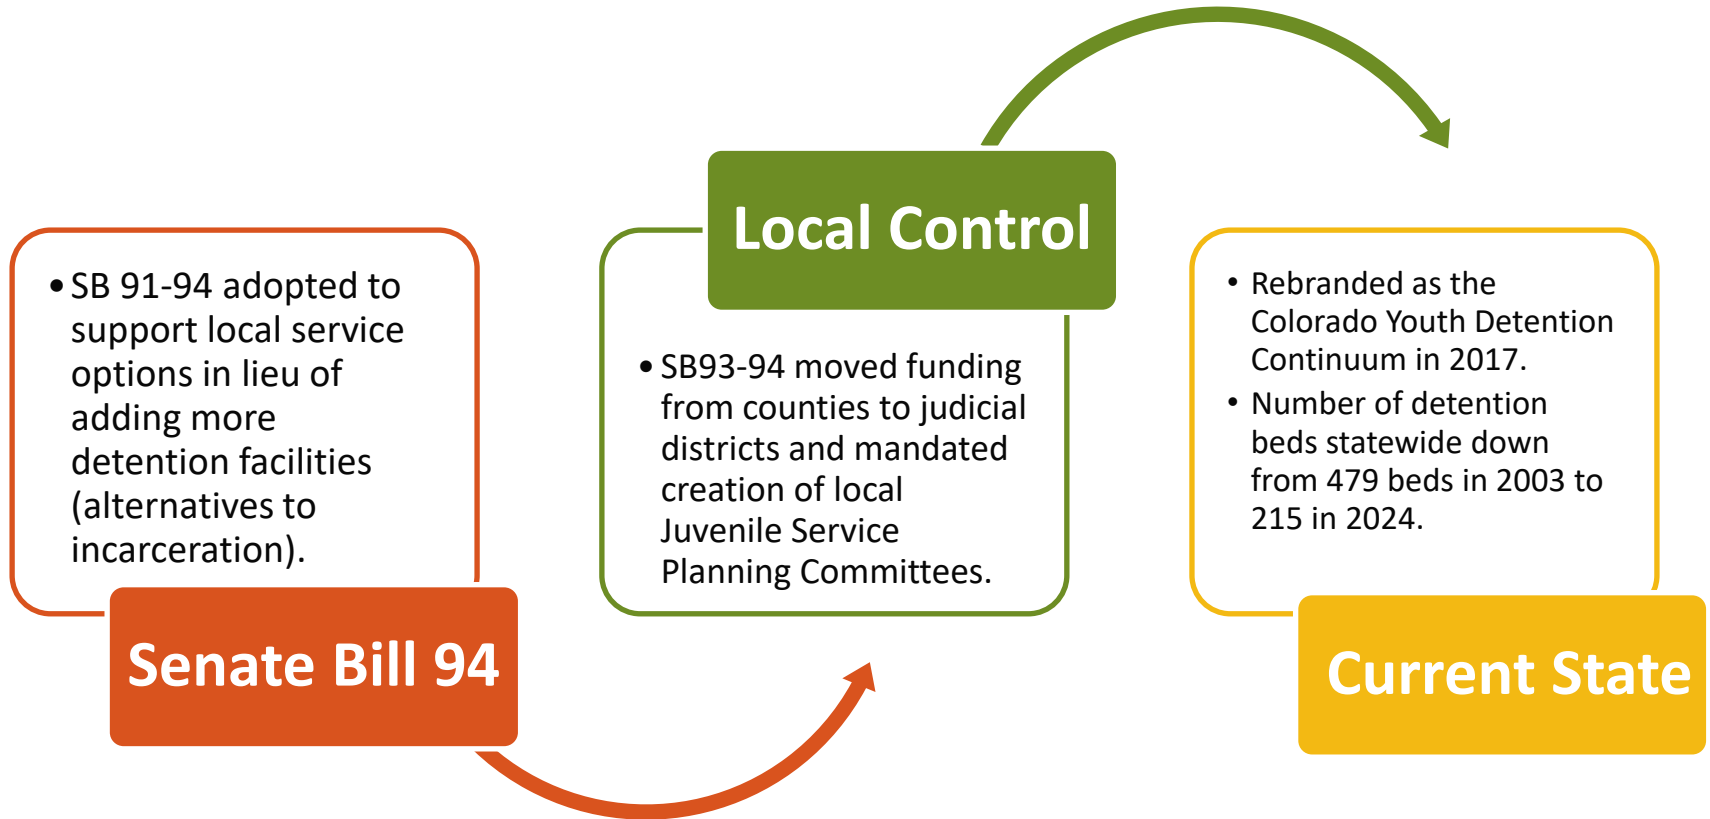 • SB 91-94 adopted to
support local service
options in lieu of
adding more
detention facilities
(alternatives to
incarceration).
Senate Bill 94
Local Control
• SB93-94 moved funding
from counties to judicial
districts and mandated
creation of local
Juvenile Service
Planning Committees.
• Rebranded as the
Colorado Youth Detention
Continuum in 2017.
• Number of detention
beds statewide down
from 479 beds in 2003 to
215 in 2024.
Current State